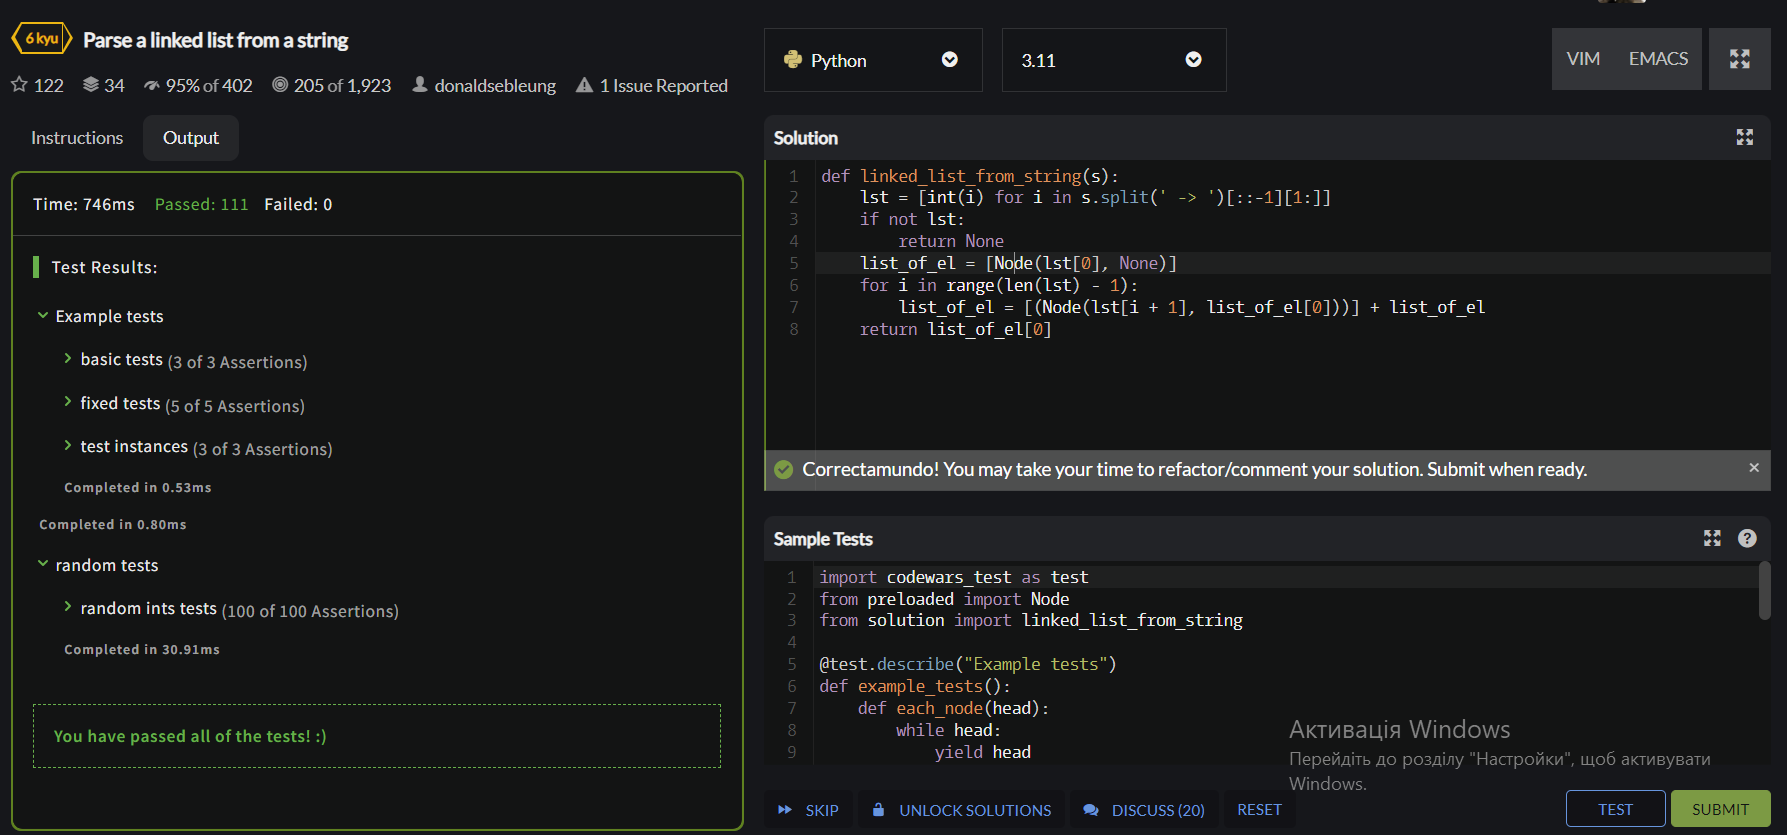 6 kyu Parse a linked list from a string
122 34 95% of 402 205 of 1,923 donaldsebleung 1 Issue Reported
Instructions Output
Time: 746ms Passed: 111 Failed: 0
Test Results:
Example tests
basic tests (3 of 3 Assertions)
fixed tests (5 of 5 Assertions)
test instances (3 of 3 Assertions)
Completed in 0.53ms
Completed in 0.80ms
random tests
random ints tests (100 of 100 Assertions)
Completed in 30.91ms
You have passed all of the tests! :)
Python 3.11 VIM EMACS
Solution
1 def linked_list_from_string(s):
2 lst = [int(i) for i in s.split(' -> ')[::-1][1:]]
3 if not lst:
4 return None
5 list_of_el = [Node(lst[0], None)]
6 for i in range(len(lst) - 1):
7 list_of_el = [(Node(lst[i + 1], list_of_el[0]))] + list_of_el
8 return list_of_el[0]
Correctamundo! You may take your time to refactor/comment your solution. Submit when ready. ×
Sample Tests ?
1 import codewars_test as test
2 from preloaded import Node
3 from solution import linked_list_from_string
4
5 @test.describe("Example tests")
6 def example_tests():
7 def each_node(head):
8 while head:
9 yield head
Активація Windows
Перейдіть до розділу "Настройки", щоб активувати
Windows.
SKIP UNLOCK SOLUTIONS DISCUSS (20) RESET TEST SUBMIT